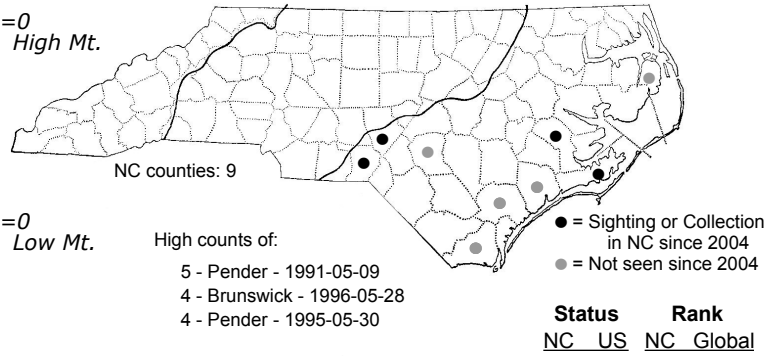 =0
High Mt.
NC counties: 9
=0
Low Mt.
High counts of:
5 - Pender - 1991-05-09
4 - Brunswick - 1996-05-28
4 - Pender - 1995-05-30
= Sighting or Collection
in NC since 2004
= Not seen since 2004
Status Rank
NC US NC Global